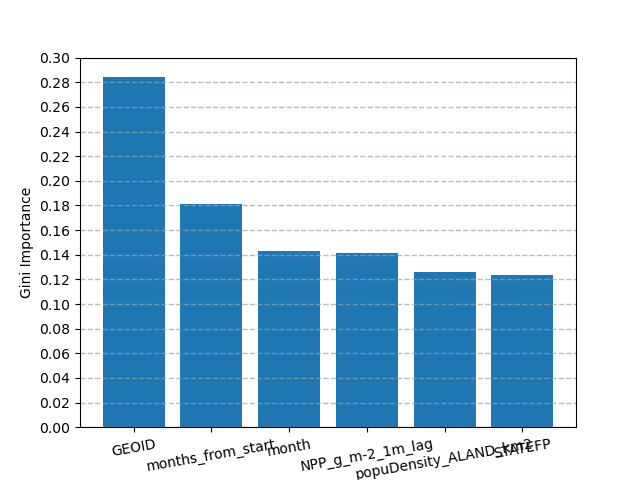 0.30
0.28
0.26
0.24
0.22
0.20
0.18
0.16
0.14
0.12
0.10
0.08
0.06
0.04
0.02
0.00
Gini Importance
GEOID
months_from_start
month
NPP_g_m-2_1m_lag
popuDensity_ALAND_km2
STATEFP